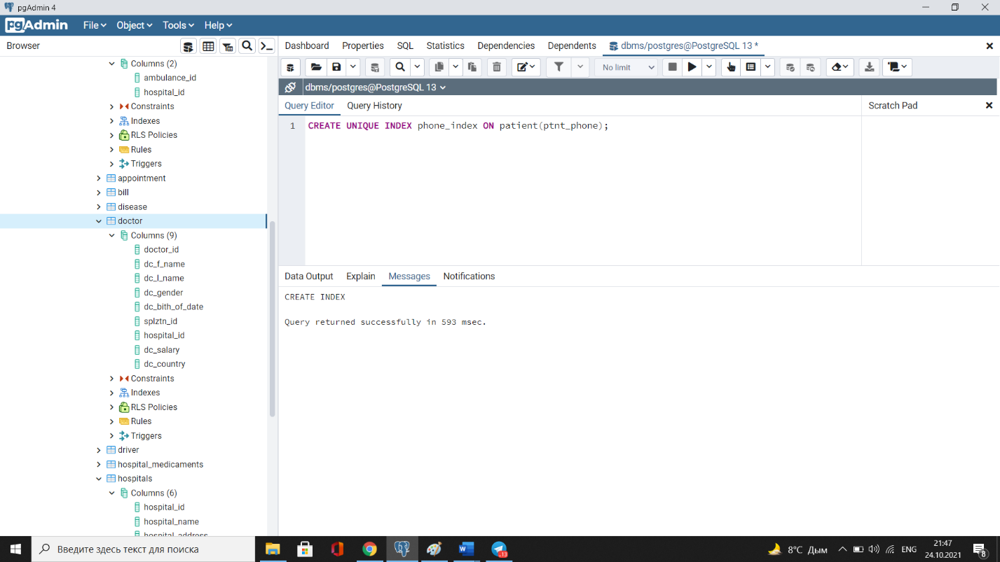 pgAdmin 4
pgAdmin File Object Tools Help
Browser
Dashboard Properties SQL Statistics Dependencies Dependents dbms/postgres@PostgreSQL 13 *
No limit
dbms/postgres@PostgreSQL 13
Query Editor Query History Scratch Pad
1 CREATE UNIQUE INDEX phone_index ON patient(ptnt_phone);
Columns (2)
ambulance_id
hospital_id
Constraints
Indexes
RLS Policies
Rules
Triggers
appointment
bill
disease
doctor
Columns (9)
doctor_id
dc_f_name
dc_l_name
dc_gender
dc_bith_of_date
splztn_id
hospital_id
dc_salary
dc_country
Constraints
Indexes
RLS Policies
Rules
Triggers
driver
hospital_medicaments
hospitals
Columns (6)
hospital_id
hospital_name
hospital_address
Data Output Explain Messages Notifications
CREATE INDEX
Query returned successfully in 593 msec.
Введите здесь текст для поиска
13
8°C Дым
ENG
21:47
24.10.2021
8